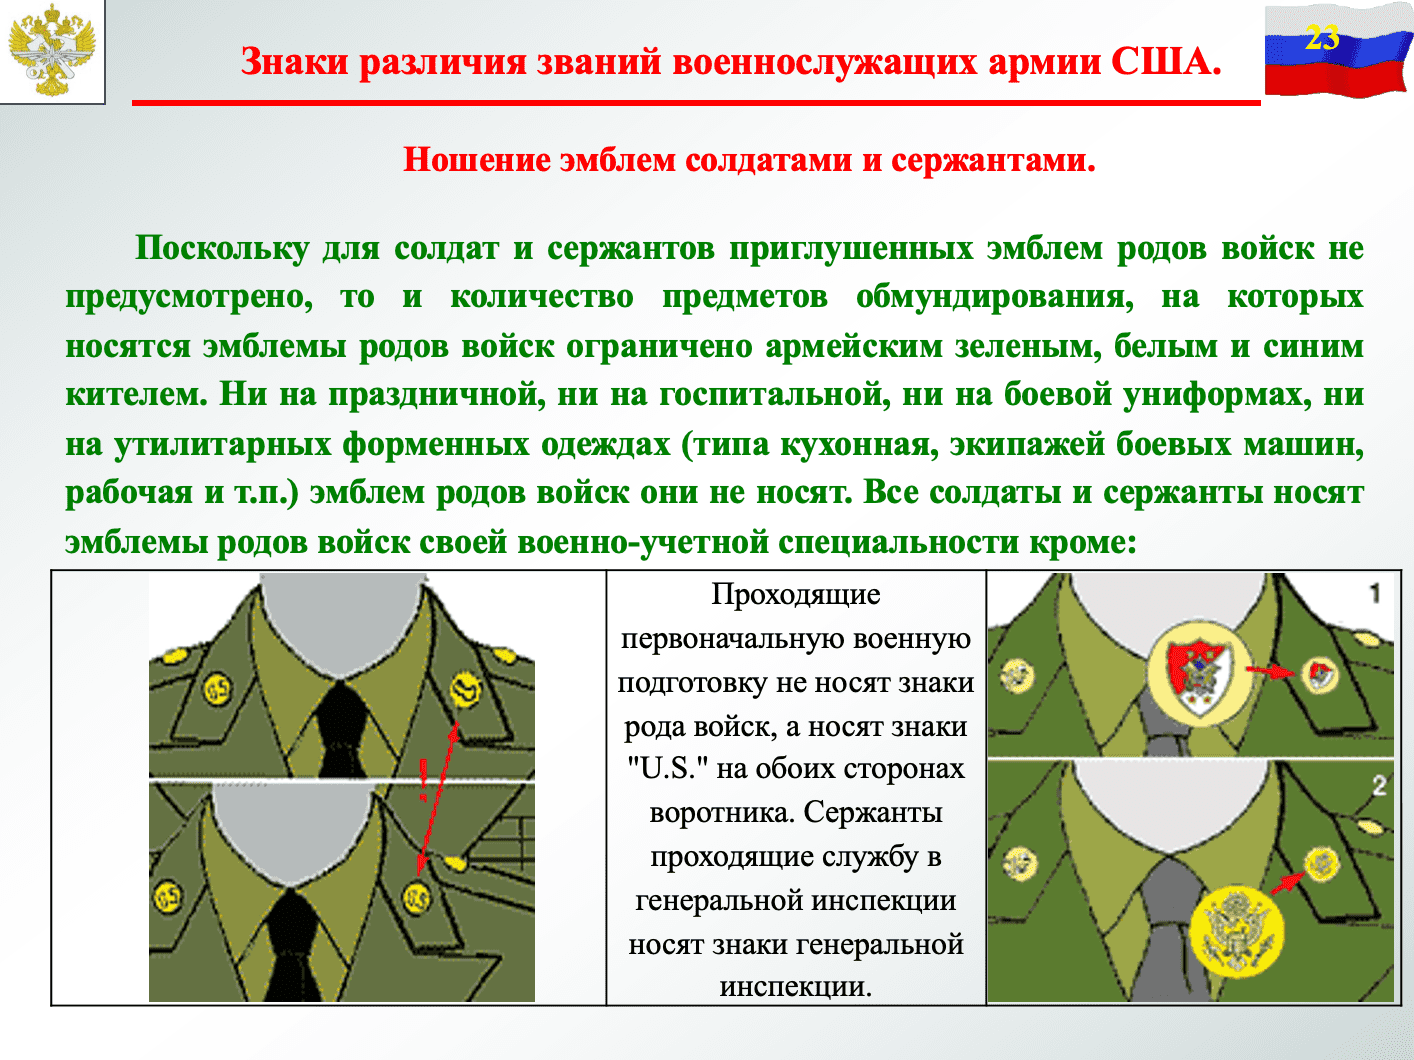 23
Знаки различия званий военнослужащих армии США.
Ношение эмблем солдатами и сержантами.
Поскольку для солдат и сержантов приглушенных эмблем родов войск не
предусмотрено, то и количество предметов обмундирования, на которых
носятся эмблемы родов войск ограничено армейским зеленым, белым и синим
кителем. Ни на праздничной, ни на госпитальной, ни на боевой униформах, ни
на утилитарных форменных одеждах (типа кухонная, экипажей боевых машин,
рабочая и т.п.) эмблем родов войск они не носят. Все солдаты и сержанты носят
эмблемы родов войск своей военно-учетной специальности кроме:
!
Проходящие
первоначальную военную
подготовку не носят знаки
рода войск, а носят знаки
"U.S." на обоих сторонах
воротника. Сержанты
проходящие службу в
генеральной инспекции
носят знаки генеральной
инспекции.
1
2